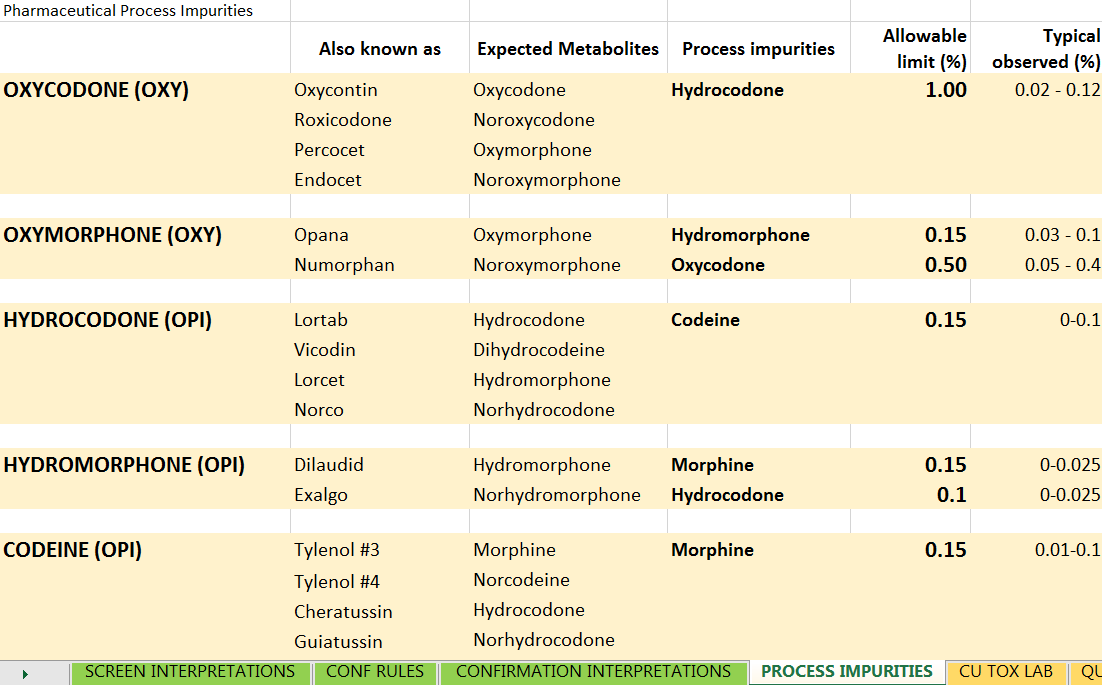 Pharmaceutical Process Impurities
Also known as Expected Metabolites Process impurities Allowable limit (%) Typical observed (%)
OXYCODONE (OXY) Oxycontin Oxycodone Hydrocodone 1.00 0.02 - 0.12
Roxicodone Noroxycodone
Percocet Oxymorphone
Endocet Noroxymorphone
OXYMORPHONE (OXY) Opana Oxymorphone Hydromorphone 0.15 0.03 - 0.1
Numorphan Noroxymorphone Oxycodone 0.50 0.05 - 0.4
HYDROCODONE (OPI) Lortab Hydrocodone Codeine 0.15 0-0.1
Vicodin Dihydrocodeine
Lorcet Hydromorphone
Norco Norhydrocodone
HYDROMORPHONE (OPI) Dilaudid Hydromorphone Morphine 0.15 0-0.025
Exalgo Norhydromorphone Hydrocodone 0.1 0-0.025
CODEINE (OPI) Tylenol #3 Morphine Morphine 0.15 0.01-0.1
Tylenol #4 Norcodeine
Cheratussin Hydrocodone
Guiatussin Norhydrocodone
SCREEN INTERPRETATIONS CONF RULES CONFIRMATION INTERPRETATIONS PROCESS IMPURITIES CU TOX LAB